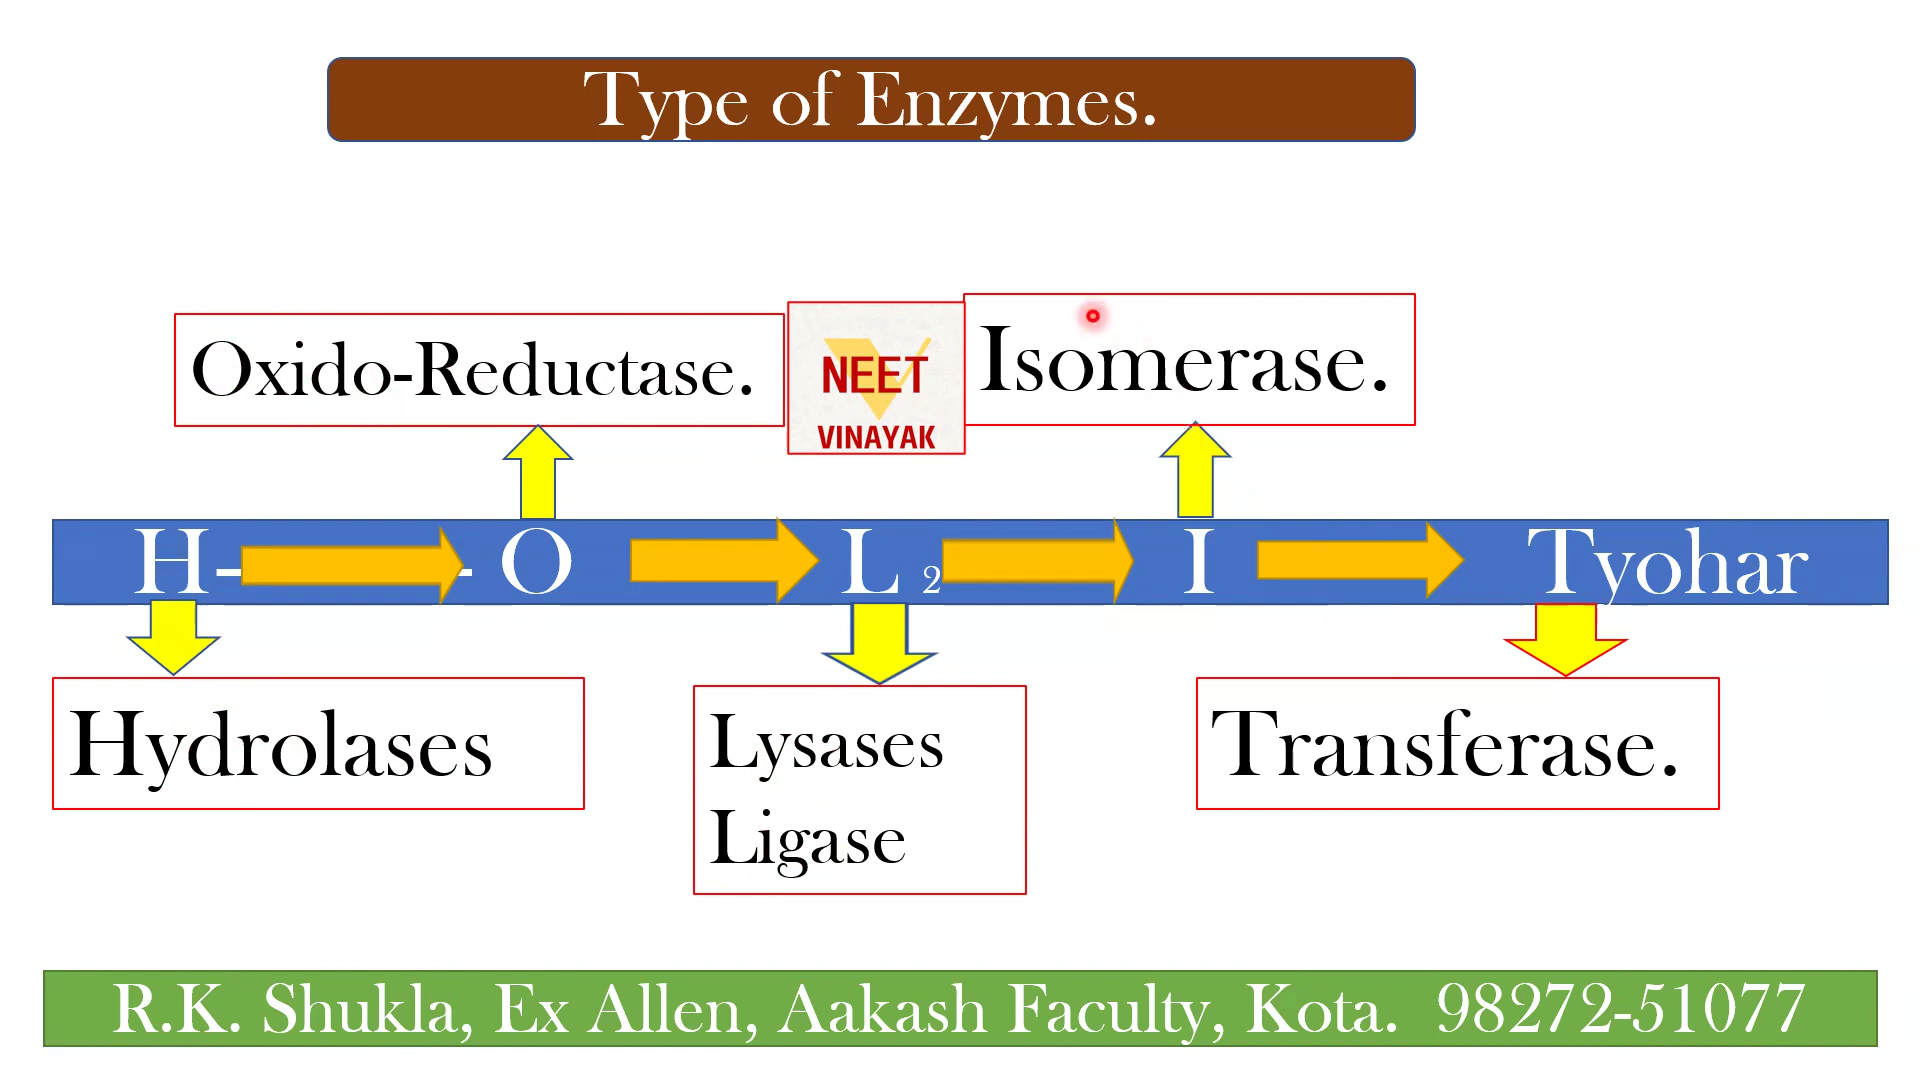 Type of Enzymes.
Oxido-Reductase.
NEET
VINAYAK
Isomerase.
H- - O L 2 I Tyohar
Hydrolases
Lysases
Ligase
Transferase.
R.K. Shukla, Ex Allen, Aakash Faculty, Kota. 98272-51077